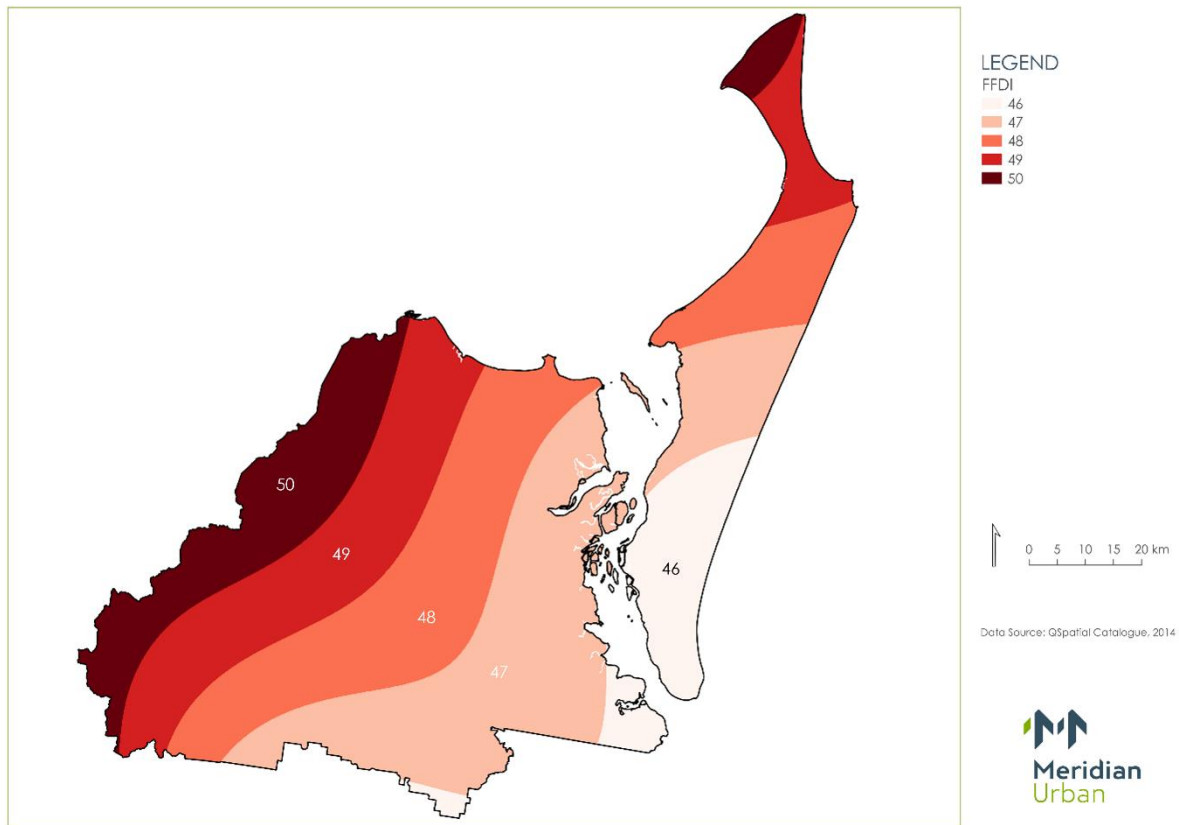 LEGEND
FFDI
46
47
48
49
50
50
49
48
47
46
0 5 10 15 20 km
Data Source: QSpatial Catalogue, 2014
Meridian
Urban